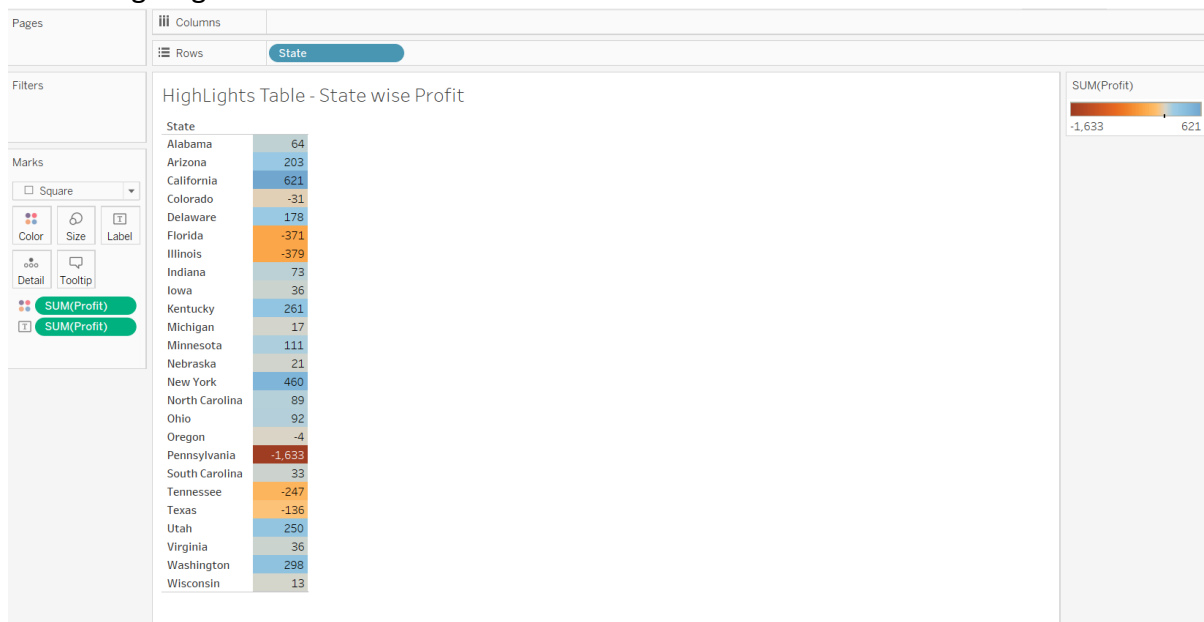 Pages
Columns
Rows
State
Filters
HighLights Table - State wise Profit
State
Alabama 64
Arizona 203
California 621
Colorado -31
Delaware 178
Florida -371
Illinois -379
Indiana 73
Iowa 36
Kentucky 261
Michigan 17
Minnesota 111
Nebraska 21
New York 460
North Carolina 89
Ohio 92
Oregon -4
Pennsylvania -1,633
South Carolina 33
Tennessee -247
Texas -136
Utah 250
Virginia 36
Washington 298
Wisconsin 13
Marks
Square
Color Size Label
Detail Tooltip
SUM(Profit)
T SUM(Profit)
SUM(Profit)
-1,633 621